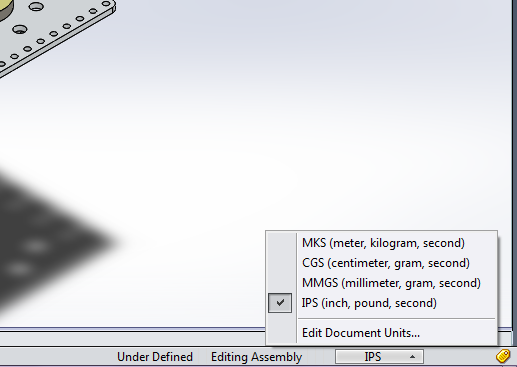 MKS (meter, kilogram, second)
CGS (centimeter, gram, second)
MMGS (millimeter, gram, second)
IPS (inch, pound, second)
Edit Document Units...
Under Defined Editing Assembly IPS